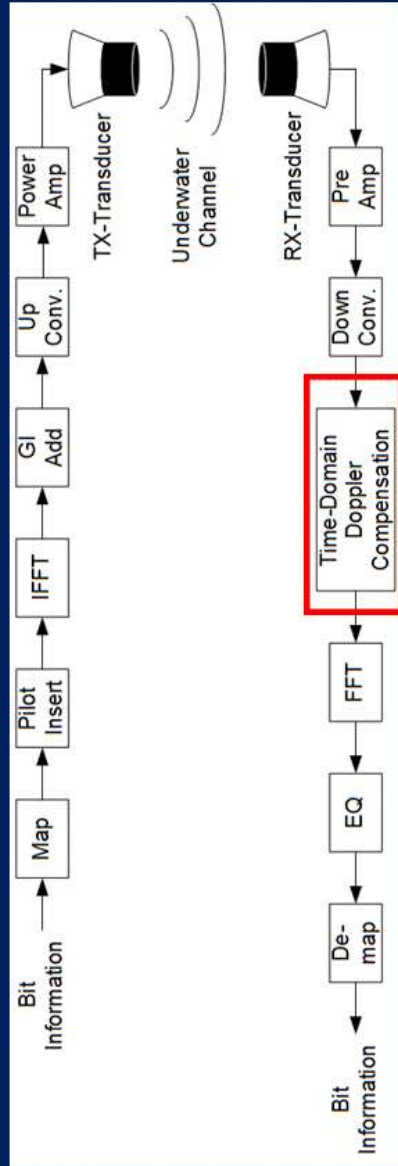 Bit
Information
Map
Pilot
Insert
IFFT
GI
Add
Up
Conv.
Power
Amp
TX-Transducer
Underwater
Channel
RX-Transducer
Pre
Amp
Down
Conv.
Time-Domain
Doppler
Compensation
FFT
EQ
De-
map
Bit
Information